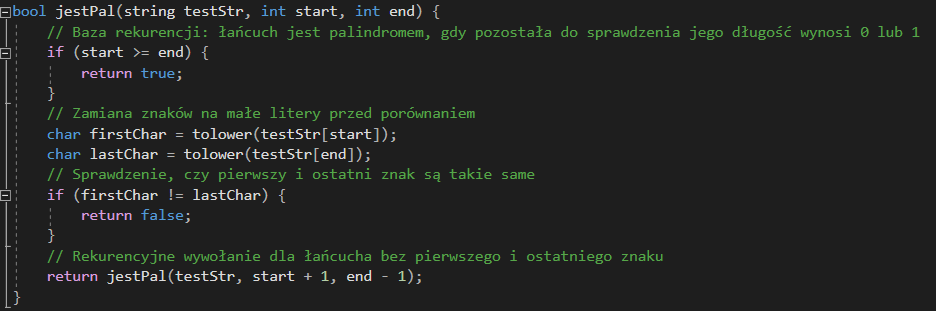 bool jestPal(string testStr, int start, int end) {
// Baza rekurencji: łańcuch jest palindromem, gdy pozostała do sprawdzenia jego długość wynosi 0 lub 1
if (start >= end) {
return true;
}
// Zamiana znaków na małe litery przed porównaniem
char firstChar = tolower(testStr[start]);
char lastChar = tolower(testStr[end]);
// Sprawdzenie, czy pierwszy i ostatni znak są takie same
if (firstChar != lastChar) {
return false;
}
// Rekurencyjne wywołanie dla łańcucha bez pierwszego i ostatniego znaku
return jestPal(testStr, start + 1, end - 1);
}